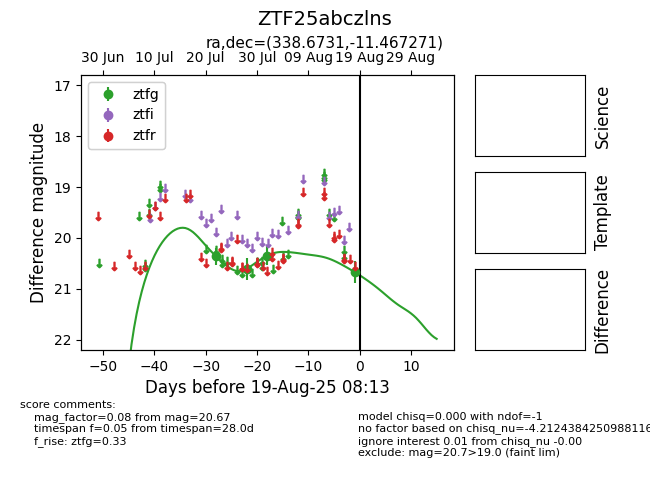 ZTF25abczlns
ra,dec=(338.6731,-11.467271)
30 Jun 10 Jul 20 Jul 30 Jul 09 Aug 19 Aug 29 Aug
17
18
19
20
21
22
Difference magnitude
ztfg
ztfi
ztfr
−50 −40 −30 −20 −10 0 10
Days before 19-Aug-25 08:13
Science
Template
Difference
score comments:
mag_factor=0.08 from mag=20.67
timespan f=0.05 from timespan=28.0d
f_rise: ztfg=0.33
model chisq=0.000 with ndof=-1
no factor based on chisq_nu=-4.2124384250988116
ignore interest 0.01 from chisq_nu -0.00
exclude: mag=20.7>19.0 (faint lim)